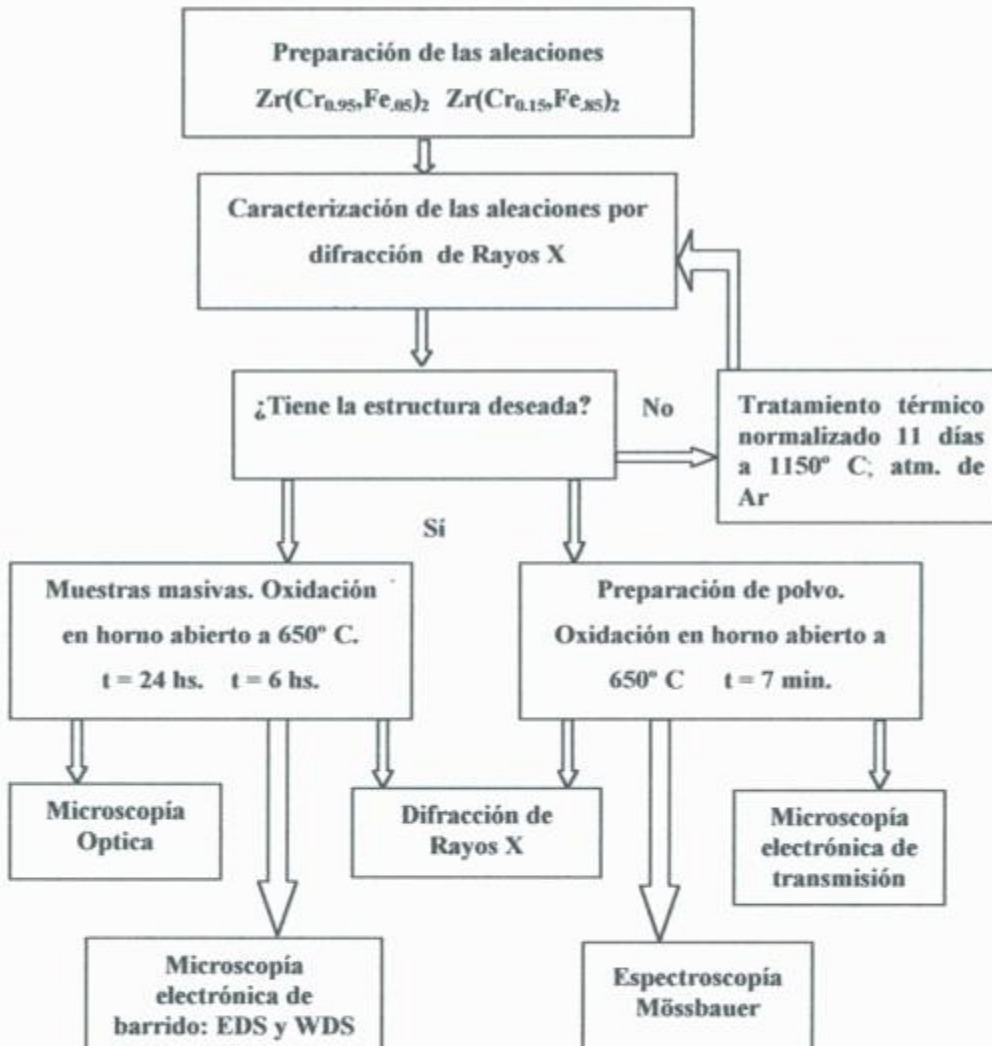 Preparación de las aleaciones
Zr(Cr₀.₉₅,Fe.₀₅)₂ Zr(Cr₀.₁₅,Fe.₈₅)₂
Caracterización de las aleaciones por
difracción de Rayos X
¿Tiene la estructura deseada?
No
Tratamiento térmico
normalizado 11 días
a 1150º C; atm. de
Ar
Sí
Muestras masivas. Oxidación
en horno abierto a 650º C.
t = 24 hs. t = 6 hs.
Preparación de polvo.
Oxidación en horno abierto a
650º C t = 7 min.
Microscopía
Optica
Difracción de
Rayos X
Microscopía
electrónica de
transmisión
Microscopía
electrónica de
barrido: EDS y WDS
Espectroscopía
Mössbauer